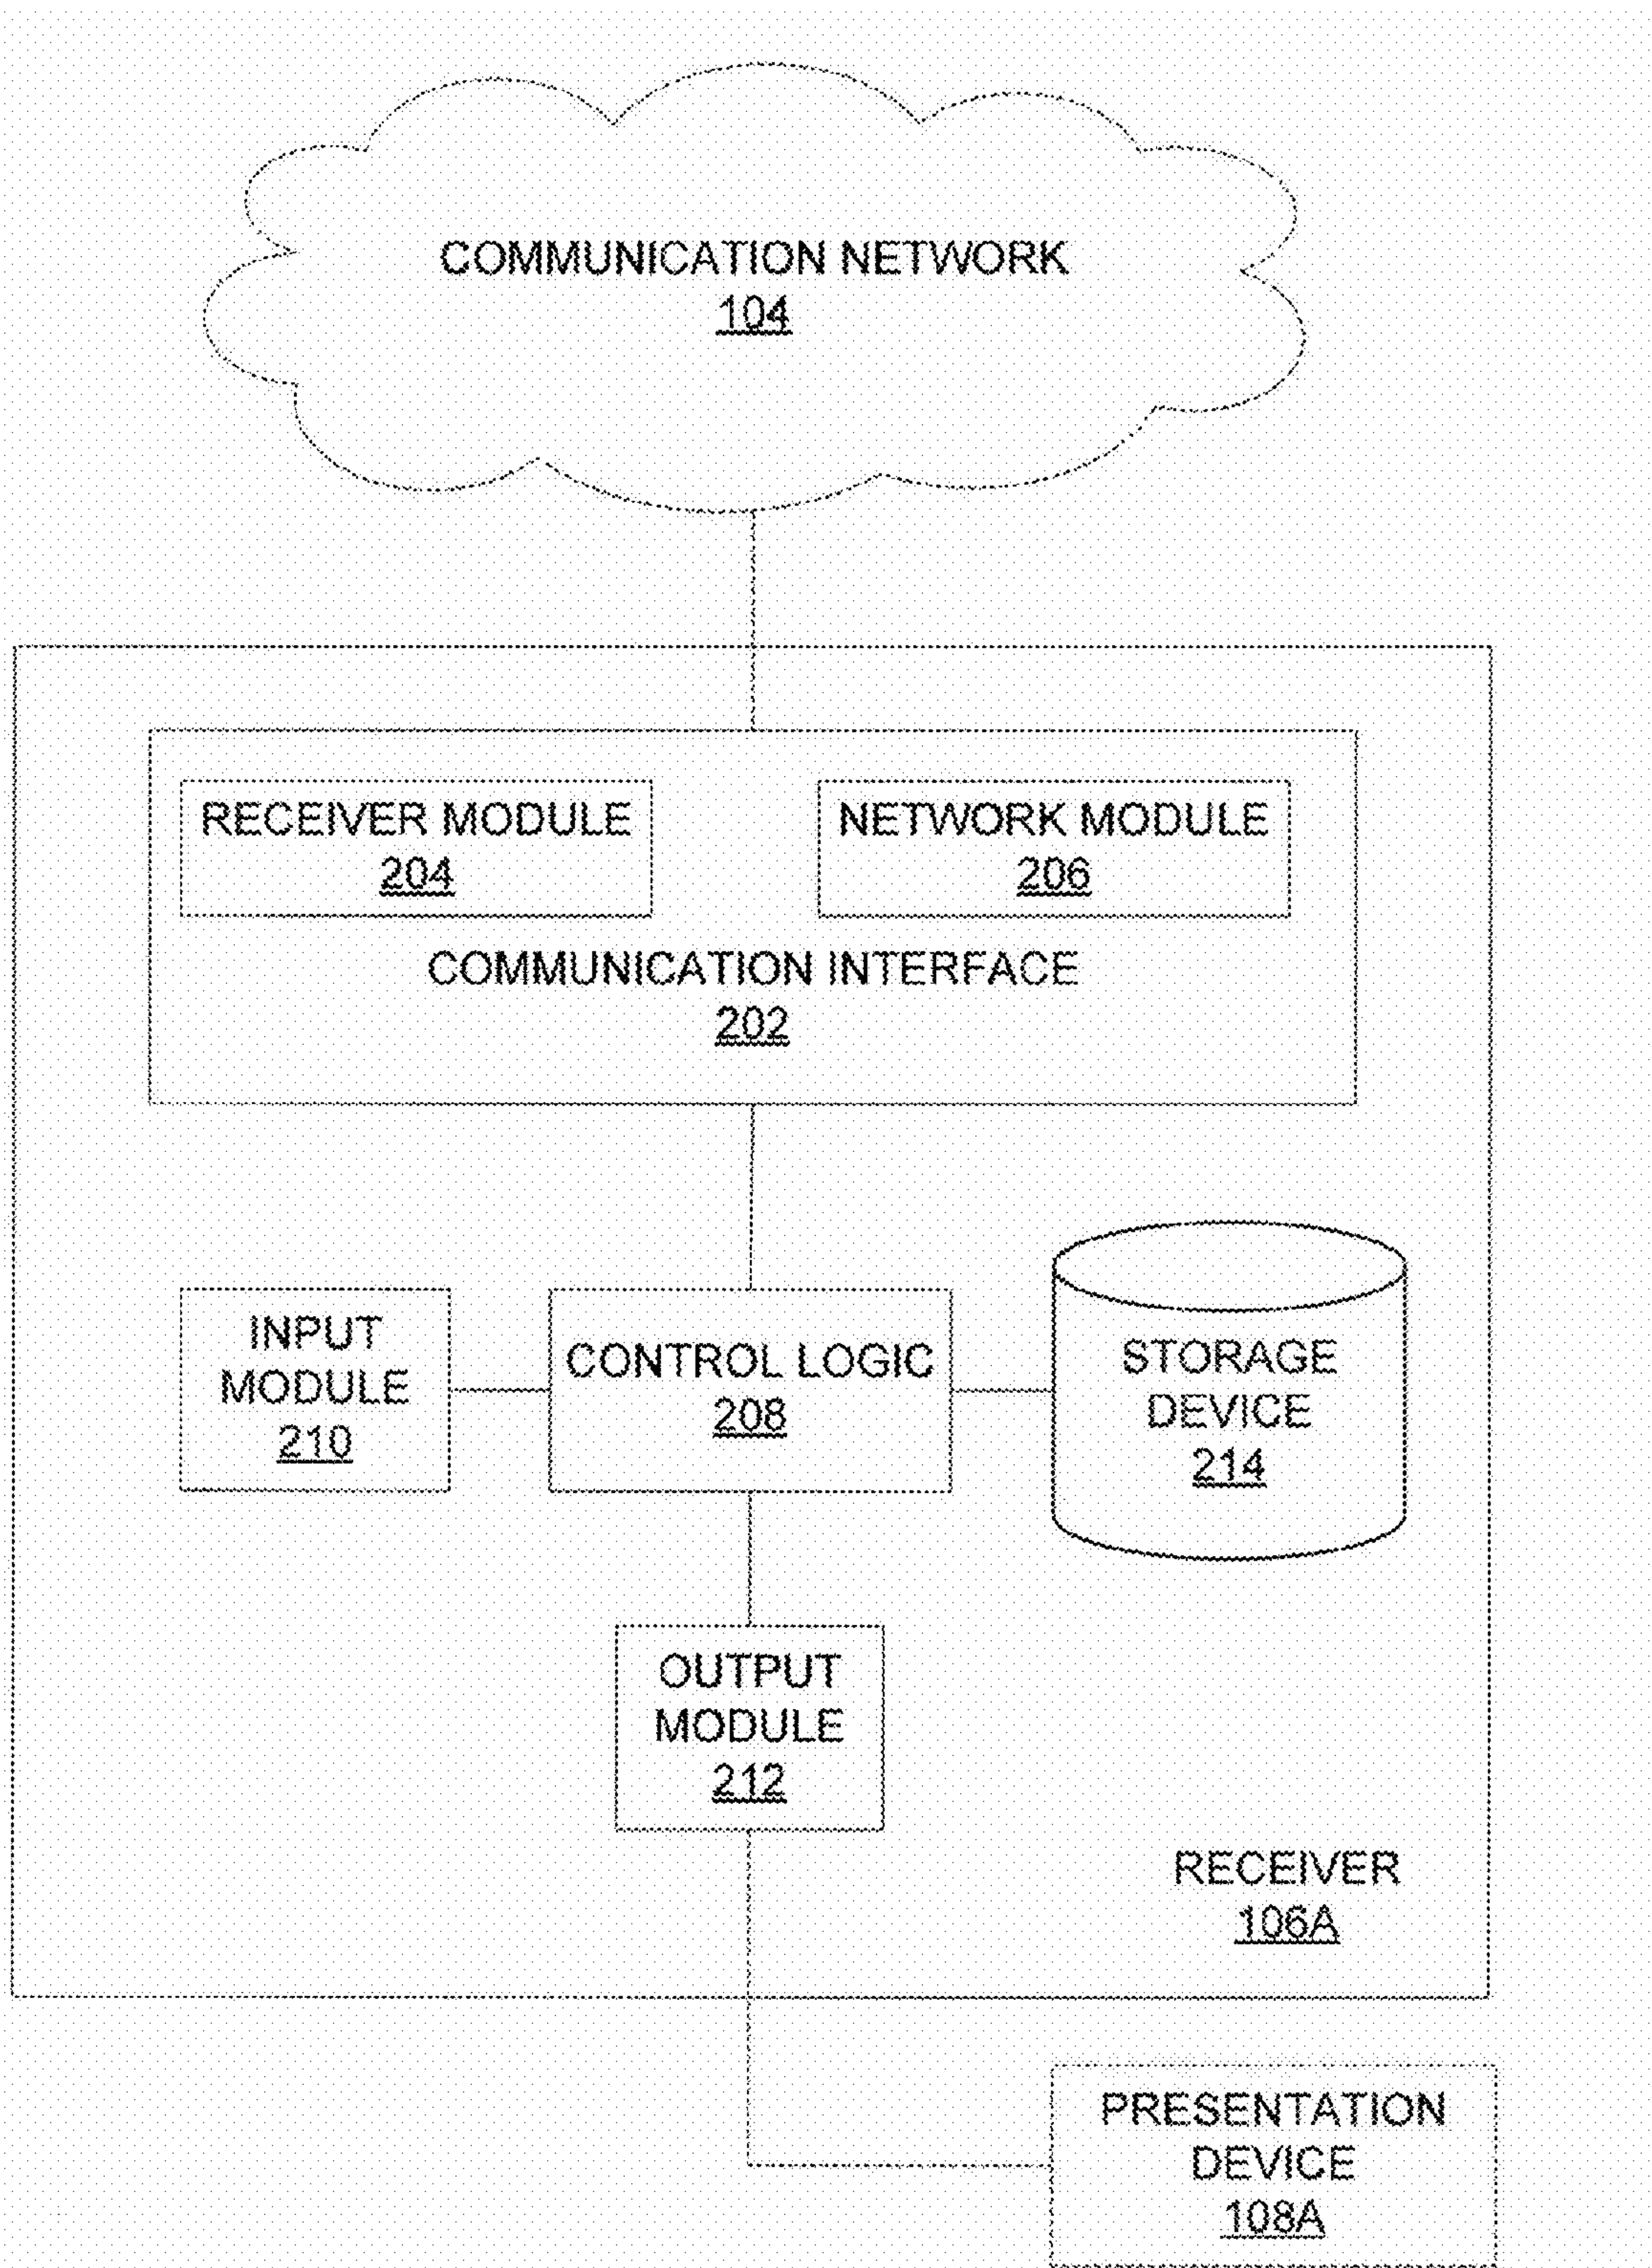 COMMUNICATION NETWORK
104
RECEIVER MODULE
204
NETWORK MODULE
206
COMMUNICATION INTERFACE
202
INPUT
MODULE
210
CONTROL LOGIC
208
STORAGE
DEVICE
214
OUTPUT
MODULE
212
RECEIVER
106A
PRESENTATION
DEVICE
108A